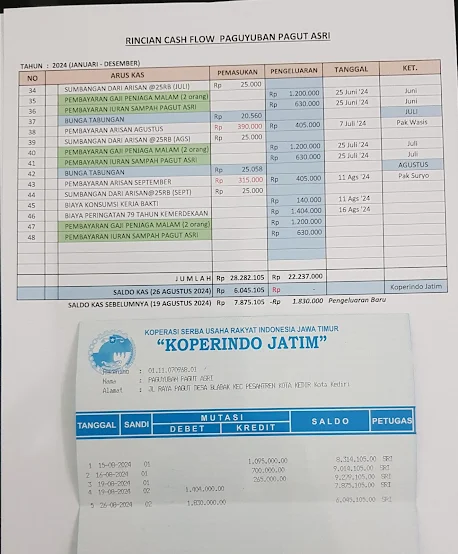 RINCIAN CASH FLOW PAGUYUBAN PAGUT ASRI
TAHUN : 2024 (JANUARI - DESEMBER)
NO ARUS KAS PEMASUKAN PENGELUARAN TANGGAL KET.
34 SUMBANGAN DARI ARISAN @25RB (JULI) Rp 25.000
35 PEMBAYARAN GAJI PENJAGA MALAM (2 orang) Rp 1.200.000 25 Juni '24 Juni
36 PEMBAYARAN IURAN SAMPAH PAGUT ASRI Rp 630.000 25 Juni '24 Juni
37 BUNGA TABUNGAN Rp 20.560 JULI
38 PEMBAYARAN ARISAN AGUSTUS Rp 390.000 Rp 405.000 7 Juli '24 Pak Wasis
39 SUMBANGAN DARI ARISAN @25RB (AGS) Rp 25.000
40 PEMBAYARAN GAJI PENJAGA MALAM (2 orang) Rp 1.200.000 25 Juli '24 Juli
41 PEMBAYARAN IURAN SAMPAH PAGUT ASRI Rp 630.000 25 Juli '24 Juli
42 BUNGA TABUNGAN Rp 25.058 AGUSTUS
43 PEMBAYARAN ARISAN SEPTEMBER Rp 315.000 Rp 405.000 11 Ags '24 Pak Suryo
44 SUMBANGAN DARI ARISAN@25RB (SEPT) Rp 25.000
45 BIAYA KONSUMSI KERJA BAKTI Rp 140.000 11 Ags '24
46 BIAYA PERINGATAN 79 TAHUN KEMERDEKAAN Rp 1.404.000 16 Ags '24
47 PEMBAYARAN GAJI PENJAGA MALAM (2 orang) Rp 1.200.000
48 PEMBAYARAN IURAN SAMPAH PAGUT ASRI Rp 630.000
JUMLAH Rp 28.282.105 Rp 22.237.000
SALDO KAS (26 AGUSTUS 2024) Rp 6.045.105 Rp - Koperindo Jatim
SALDO KAS SEBELUMNYA (19 AGUSTUS 2024) Rp 7.875.105 -Rp 1.830.000 Pengeluaran Baru
KOPERASI SERBA USAHA RAKYAT INDONESIA JAWA TIMUR
"KOPERINDO JATIM"
: 01.11.070968.01
Nama : PAGUYUBAN PAGUT ASRI
Alamat : JL RAYA PAGUT DESA BLABAK KEC PESANTREN KOTA KEDIRI Kota Kediri
TANGGAL SANDI MUTASI SALDO PETUGAS
DEBET KREDIT
1 15-08-2024 01 1,095,000.00 8,314,105.00 SRI
2 16-08-2024 01 700,000.00 9,014,105.00 SRI
3 19-08-2024 01 265,000.00 9,279,105.00 SRI
4 19-08-2024 02 1,404,000.00 7,875,105.00 SRI
5 26-08-2024 02 1,830,000.00 6,045,105.00 SRI